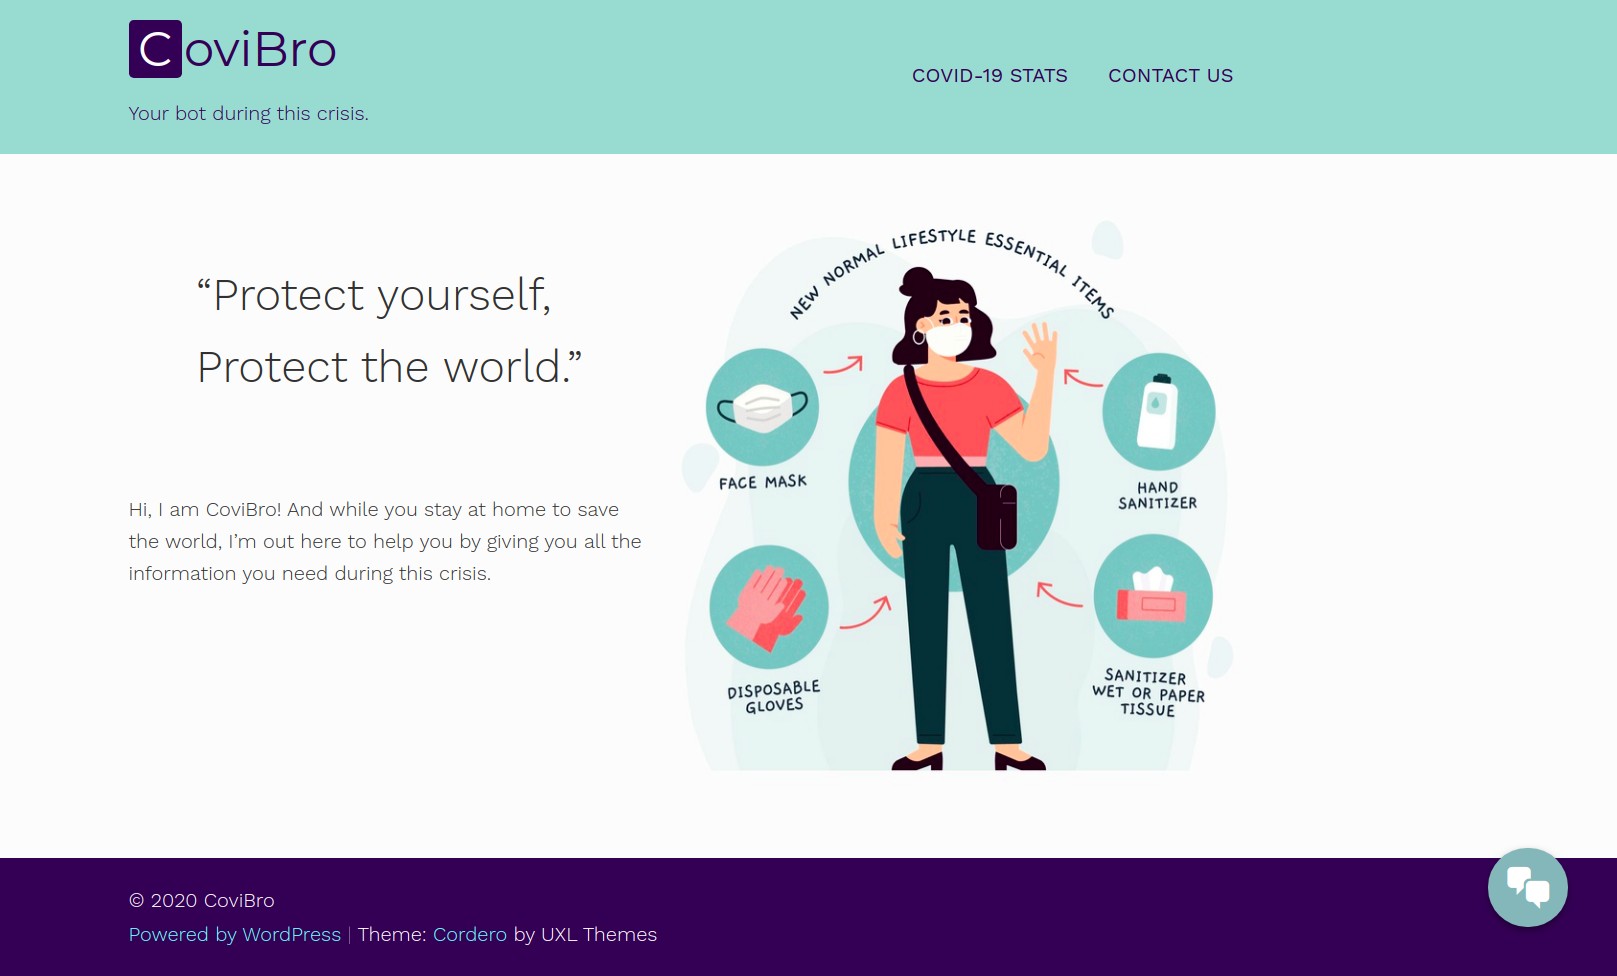 CoviBro
Your bot during this crisis.
COVID-19 STATS
CONTACT US
“Protect yourself,
Protect the world.”
Hi, I am CoviBro! And while you stay at home to save
the world, I’m out here to help you by giving you all the
information you need during this crisis.
NEW NORMAL LIFESTYLE ESSENTIAL ITEMS
FACE MASK
HAND
SANITIZER
DISPOSABLE
GLOVES
SANITIZER
WET OR PAPER
TISSUE
© 2020 CoviBro
Powered by WordPress | Theme: Cordero by UXL Themes